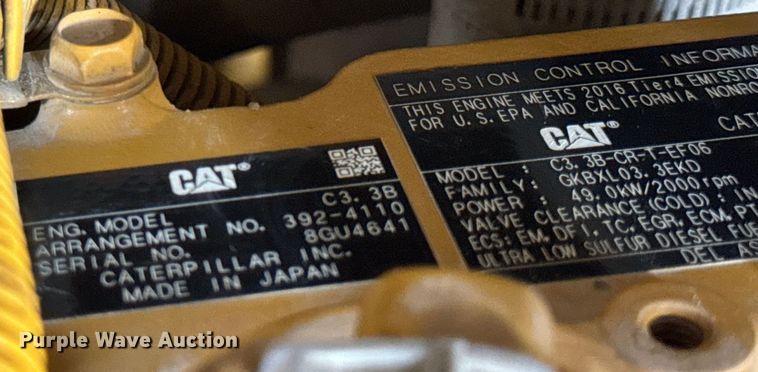 CAT®
ENG. MODEL C3.3B
ARRANGEMENT NO. 392-4110
SERIAL NO. 8GU4641
CATERPILLAR INC.
MADE IN JAPAN
EMISSION CONTROL INFORMA
THIS ENGINE MEETS 2016 Tier4 EMISSION
FOR U.S. EPA AND CALIFORNIA NONRO
CAT® CAT
MODEL : C3.3B-CR-T-EF06
FAMILY: GKBXL03.3EKD
POWER : 49.0kW/2000rpm
VALVE CLEARANCE (COLD): IN
ECS: EM, DFI, TC, EGR, ECM, PT
ULTRA LOW SULFUR DIESEL FUE
DEL AS
Purple Wave Auction